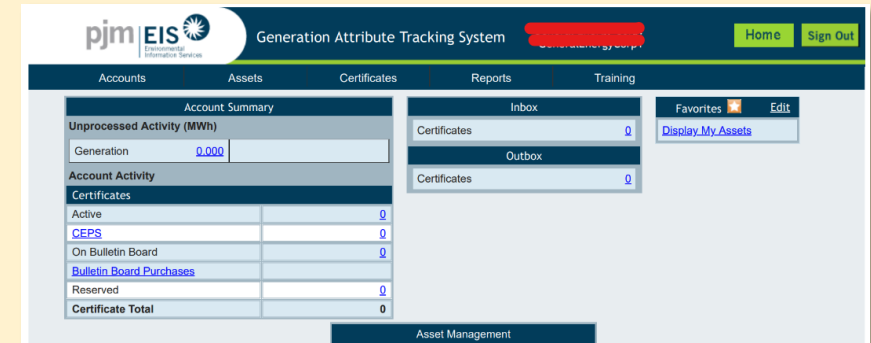 pjm EIS
Environmental
Information Services
Generation Attribute Tracking System
Home
Sign Out
Accounts
Assets
Certificates
Reports
Training
Account Summary
Unprocessed Activity (MWh)
Generation 0.000
Account Activity
Certificates
Active 0
CEPS 0
On Bulletin Board 0
Bulletin Board Purchases
Reserved 0
Certificate Total 0
Inbox
Certificates 0
Outbox
Certificates 0
Favorites Edit
Display My Assets
Asset Management